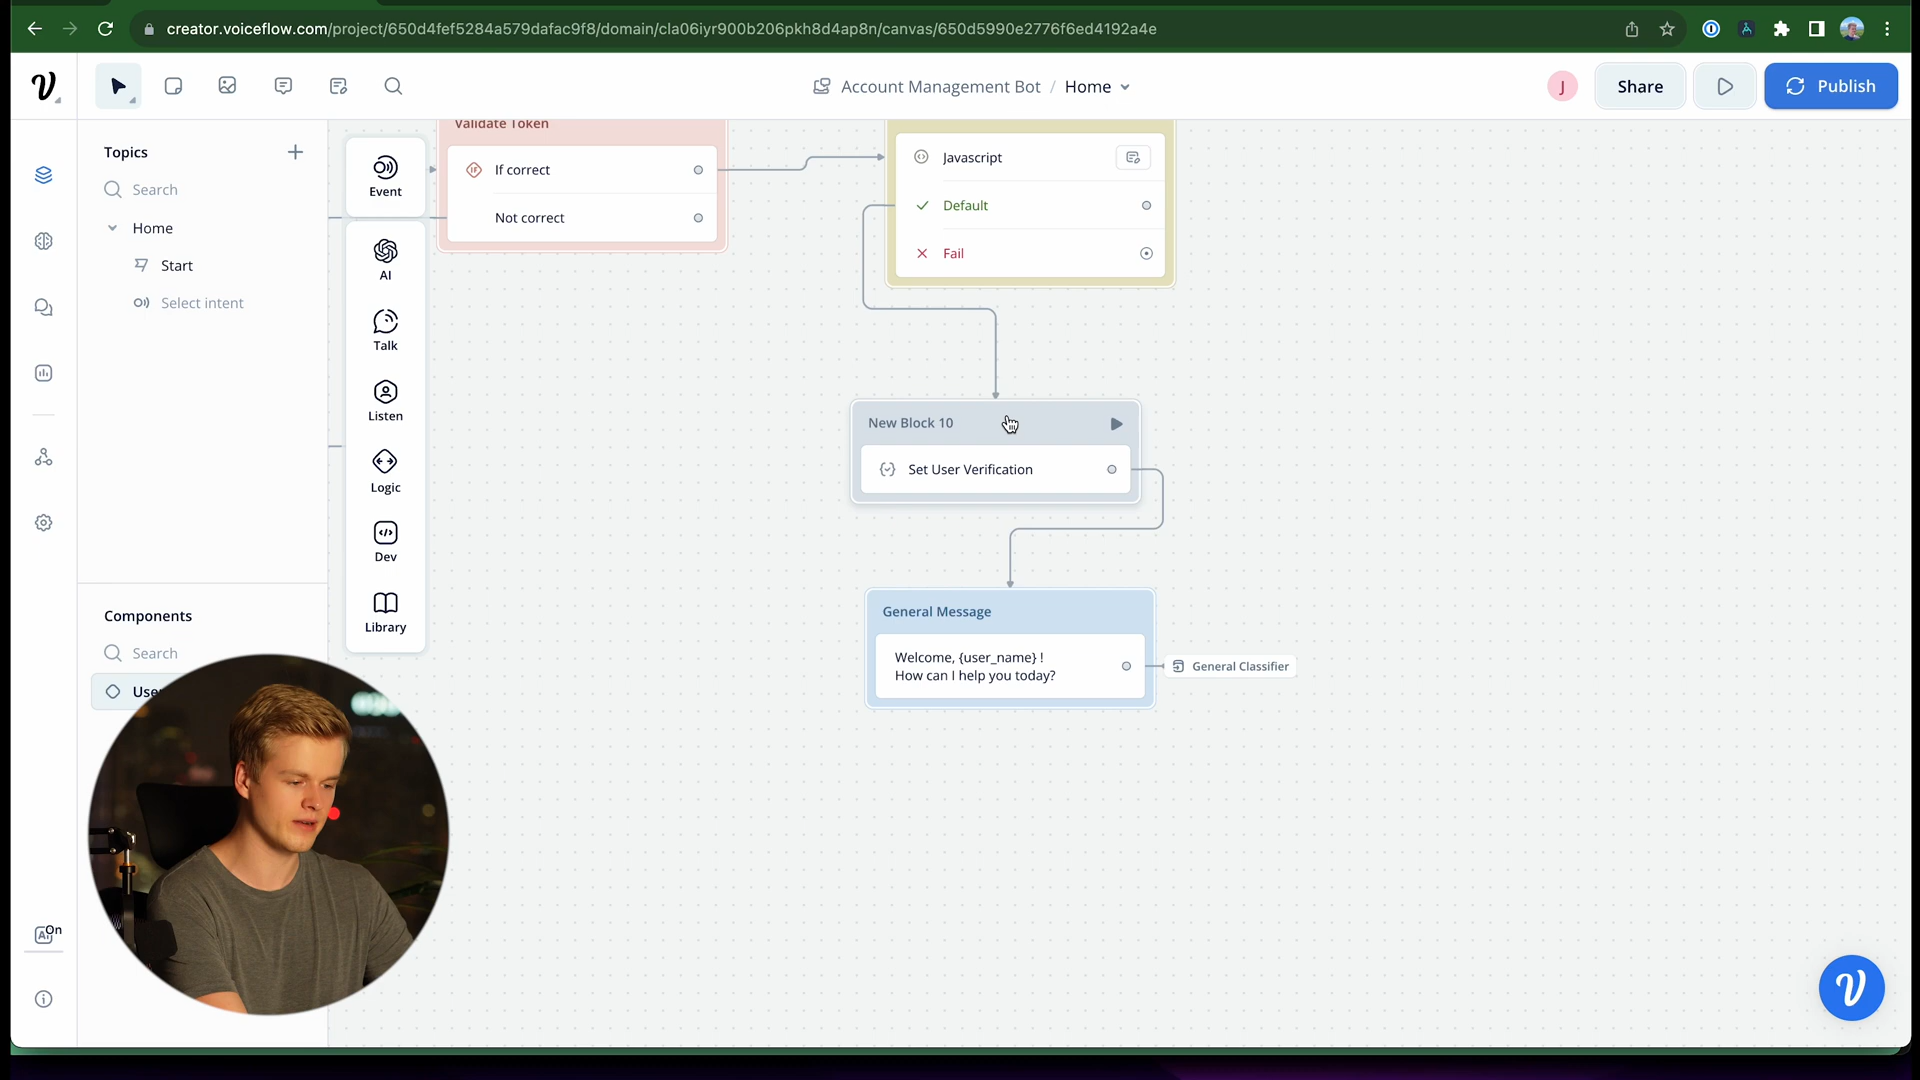 creator.voiceflow.com/project/650d4fef5284a579dafac9f8/domain/cla06iyr900b206pkh8d4ap8n/canvas/650d5990e2776f6ed4192a4e
Account Management Bot / Home
J
Share
Publish
Topics
Search
Home
Start
Select intent
Components
Search
Event
AI
Talk
Listen
Logic
Dev
Library
Validate Token
If correct
Not correct
Javascript
Default
Fail
New Block 10
Set User Verification
General Message
Welcome, {user_name} !
How can I help you today?
General Classifier
On